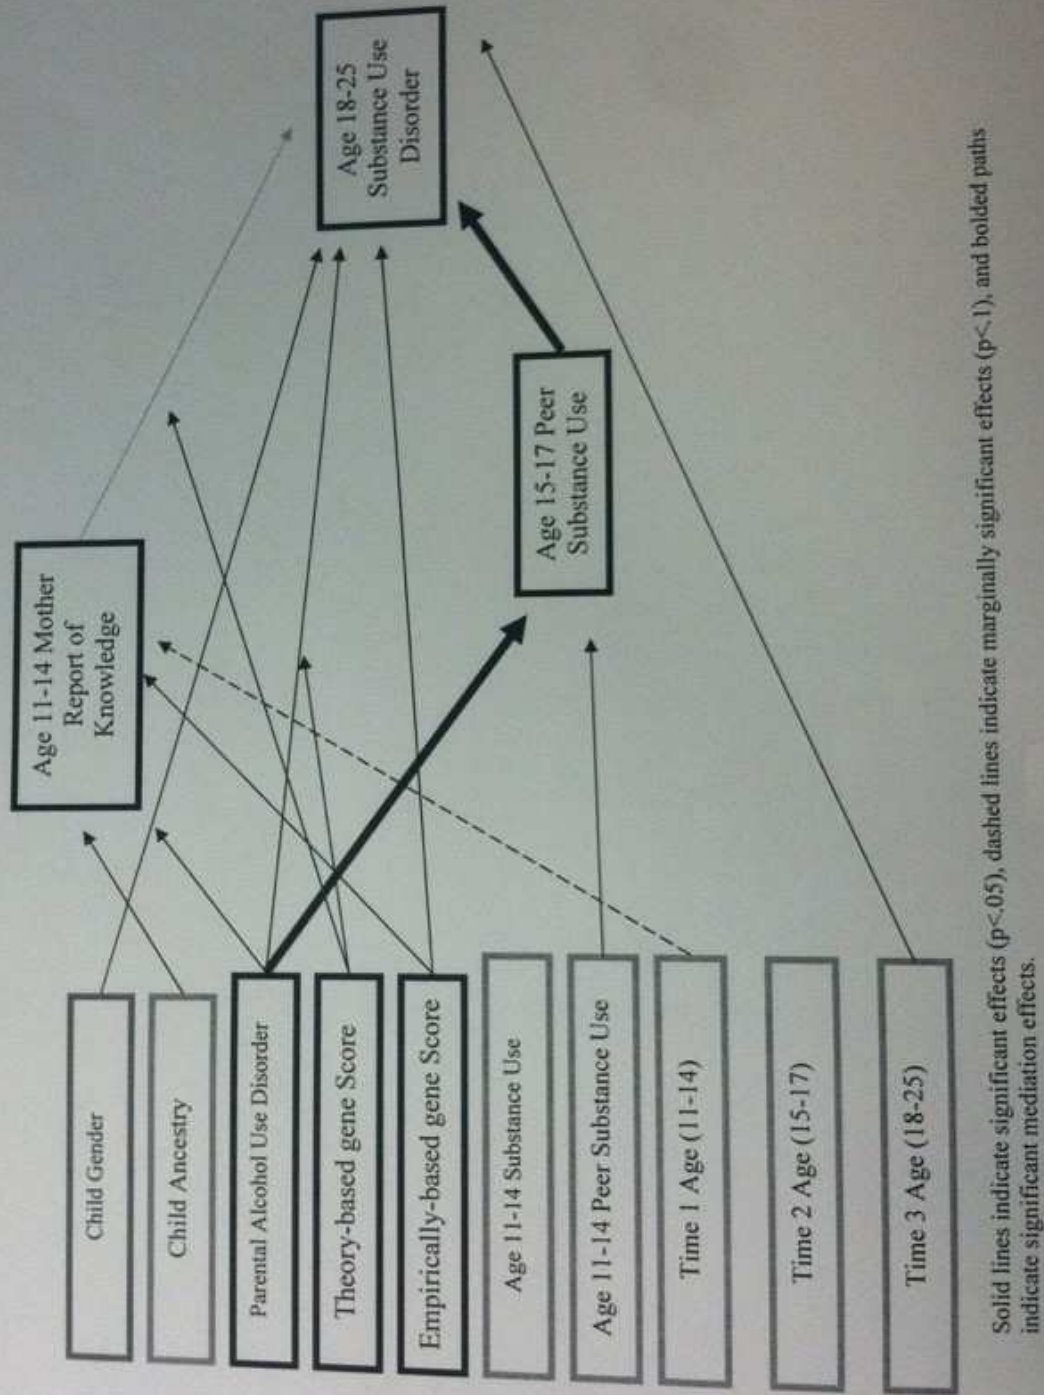 Age 11-14 Mother
Report of
Knowledge
Age 18-25
Substance Use
Disorder
Child Gender
Child Ancestry
Parental Alcohol Use Disorder
Theory-based gene Score
Empirically-based gene Score
Age 11-14 Substance Use
Age 11-14 Peer Substance Use
Time 1 Age (11-14)
Time 2 Age (15-17)
Time 3 Age (18-25)
Age 15-17 Peer
Substance Use
Solid lines indicate significant effects (p<.05), dashed lines indicate marginally significant effects (p<.1), and bolded paths
indicate significant mediation effects.